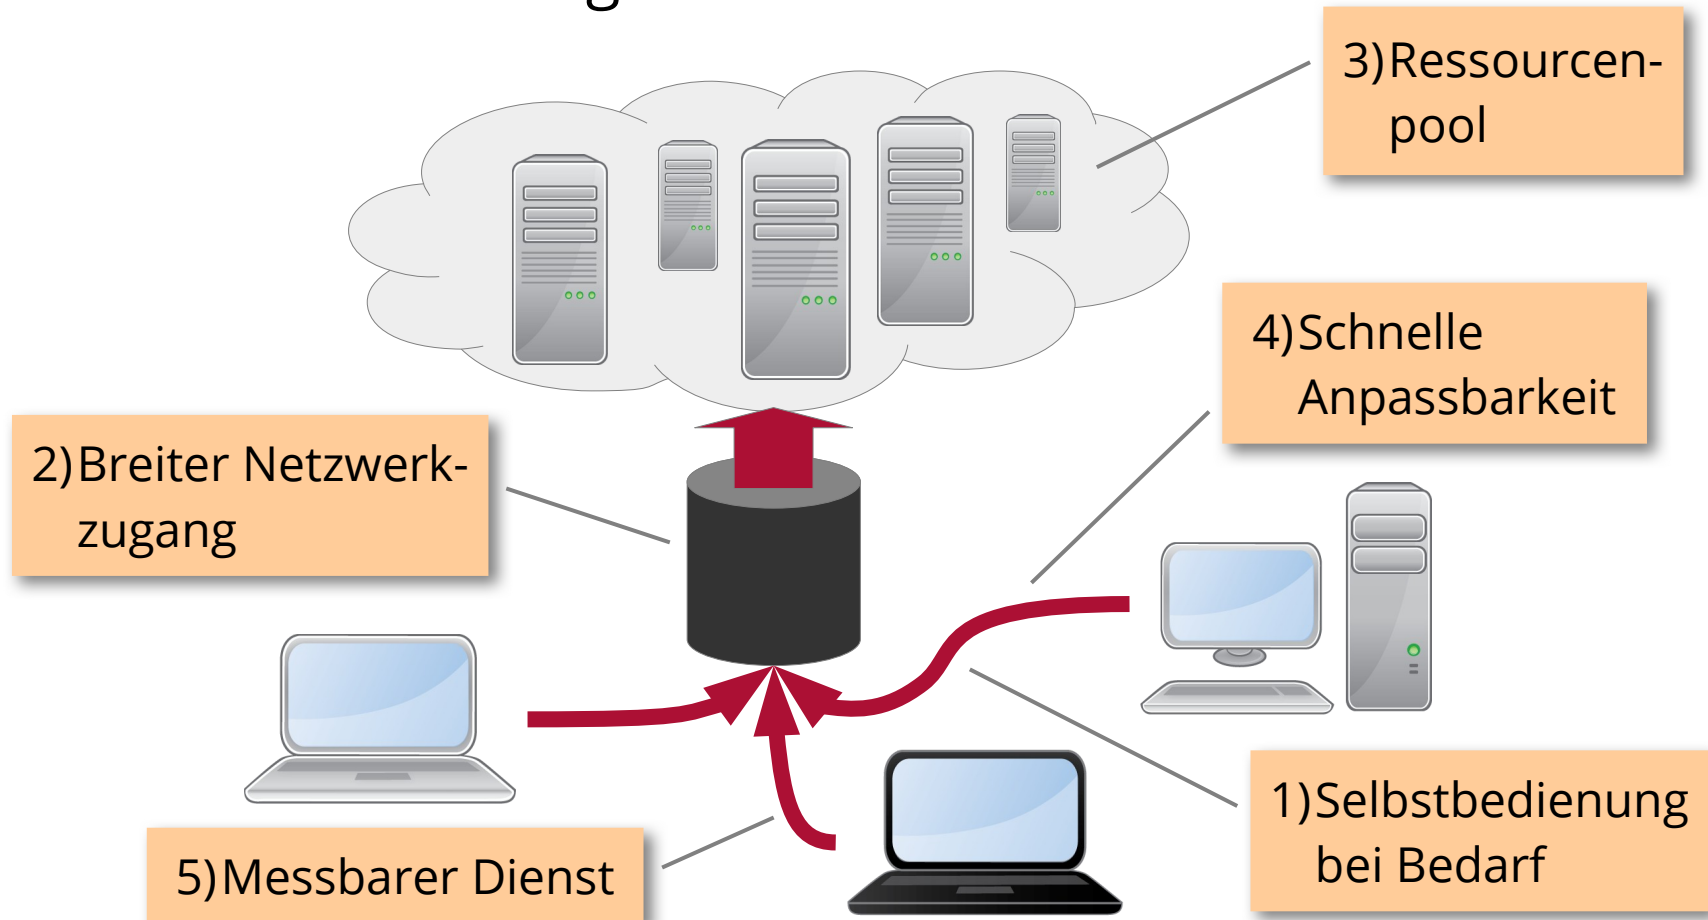 3) Ressourcen-
pool
4) Schnelle
Anpassbarkeit
2) Breiter Netzwerk-
zugang
1) Selbstbedienung
bei Bedarf
5) Messbarer Dienst